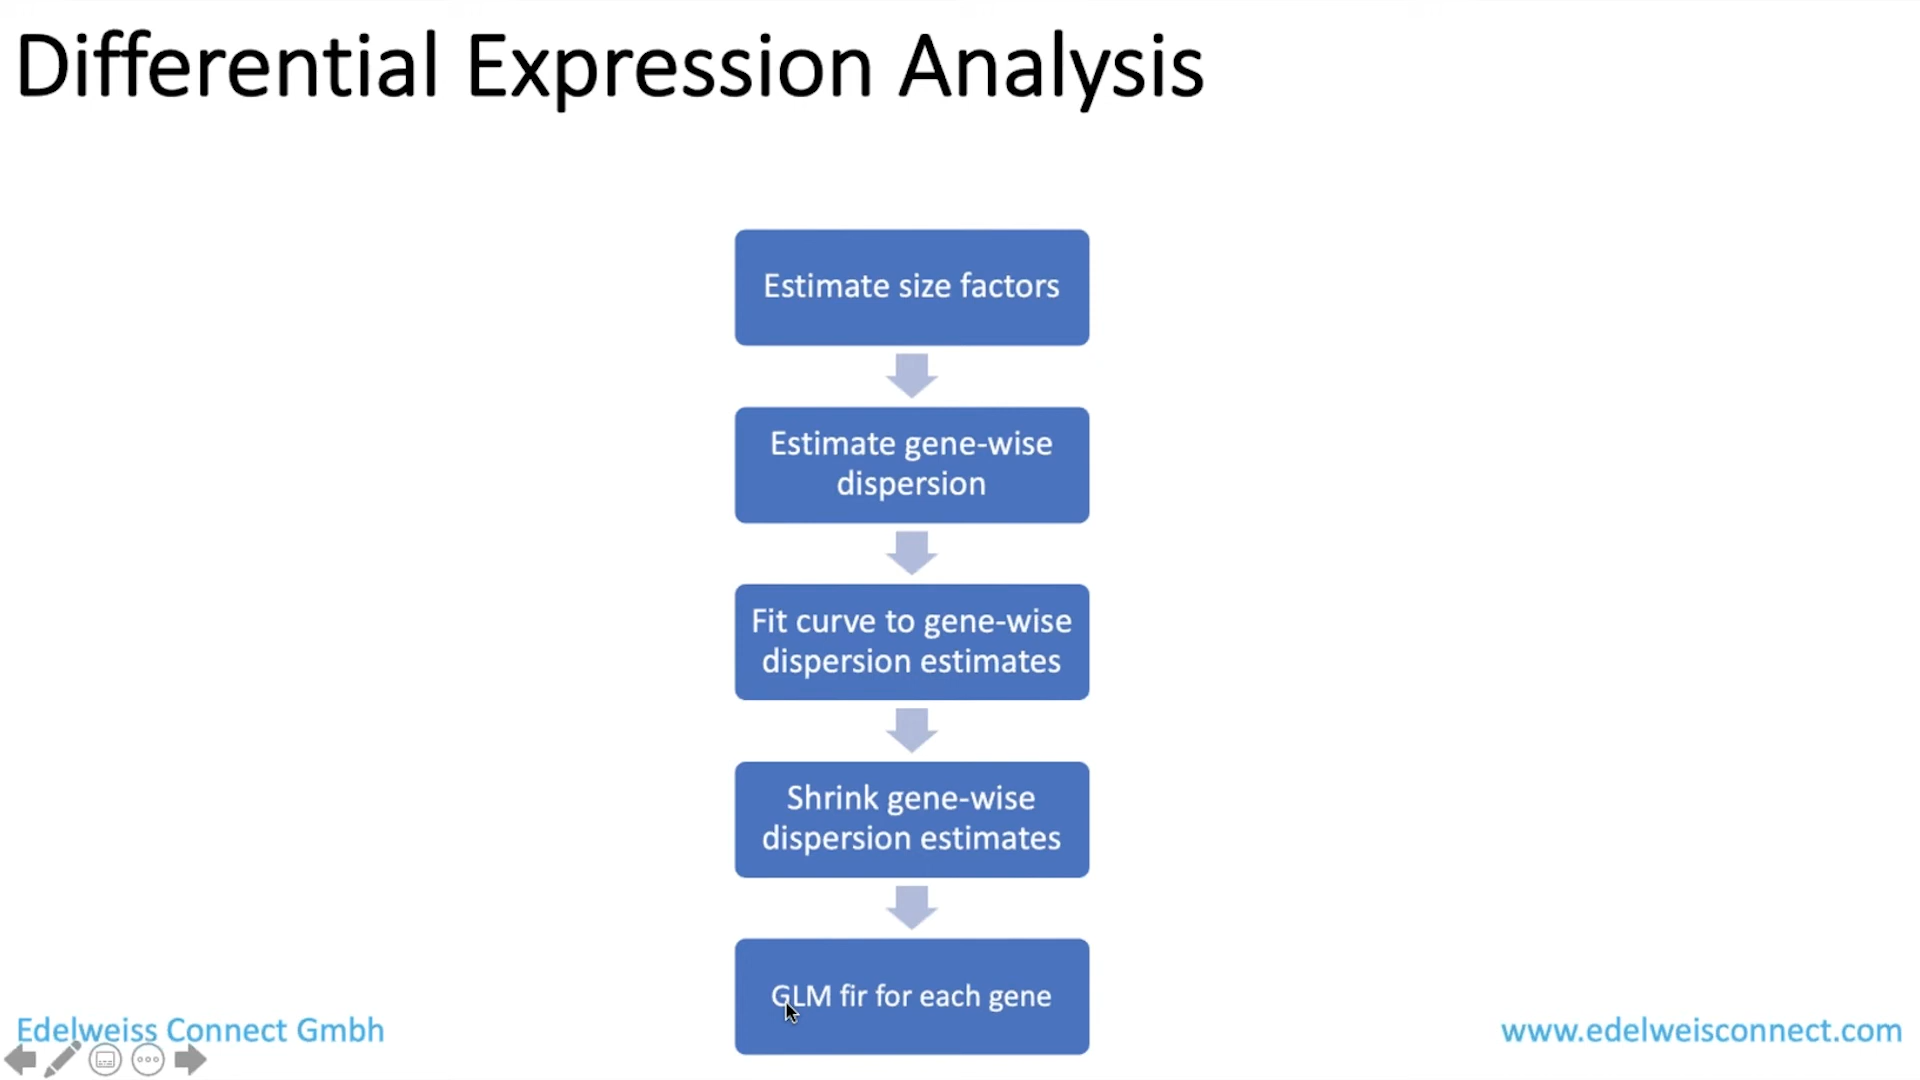 Differential Expression Analysis
Estimate size factors
Estimate gene-wise
dispersion
Fit curve to gene-wise
dispersion estimates
Shrink gene-wise
dispersion estimates
GLM fir for each gene
Edelweiss Connect Gmbh
www.edelweisconnect.com